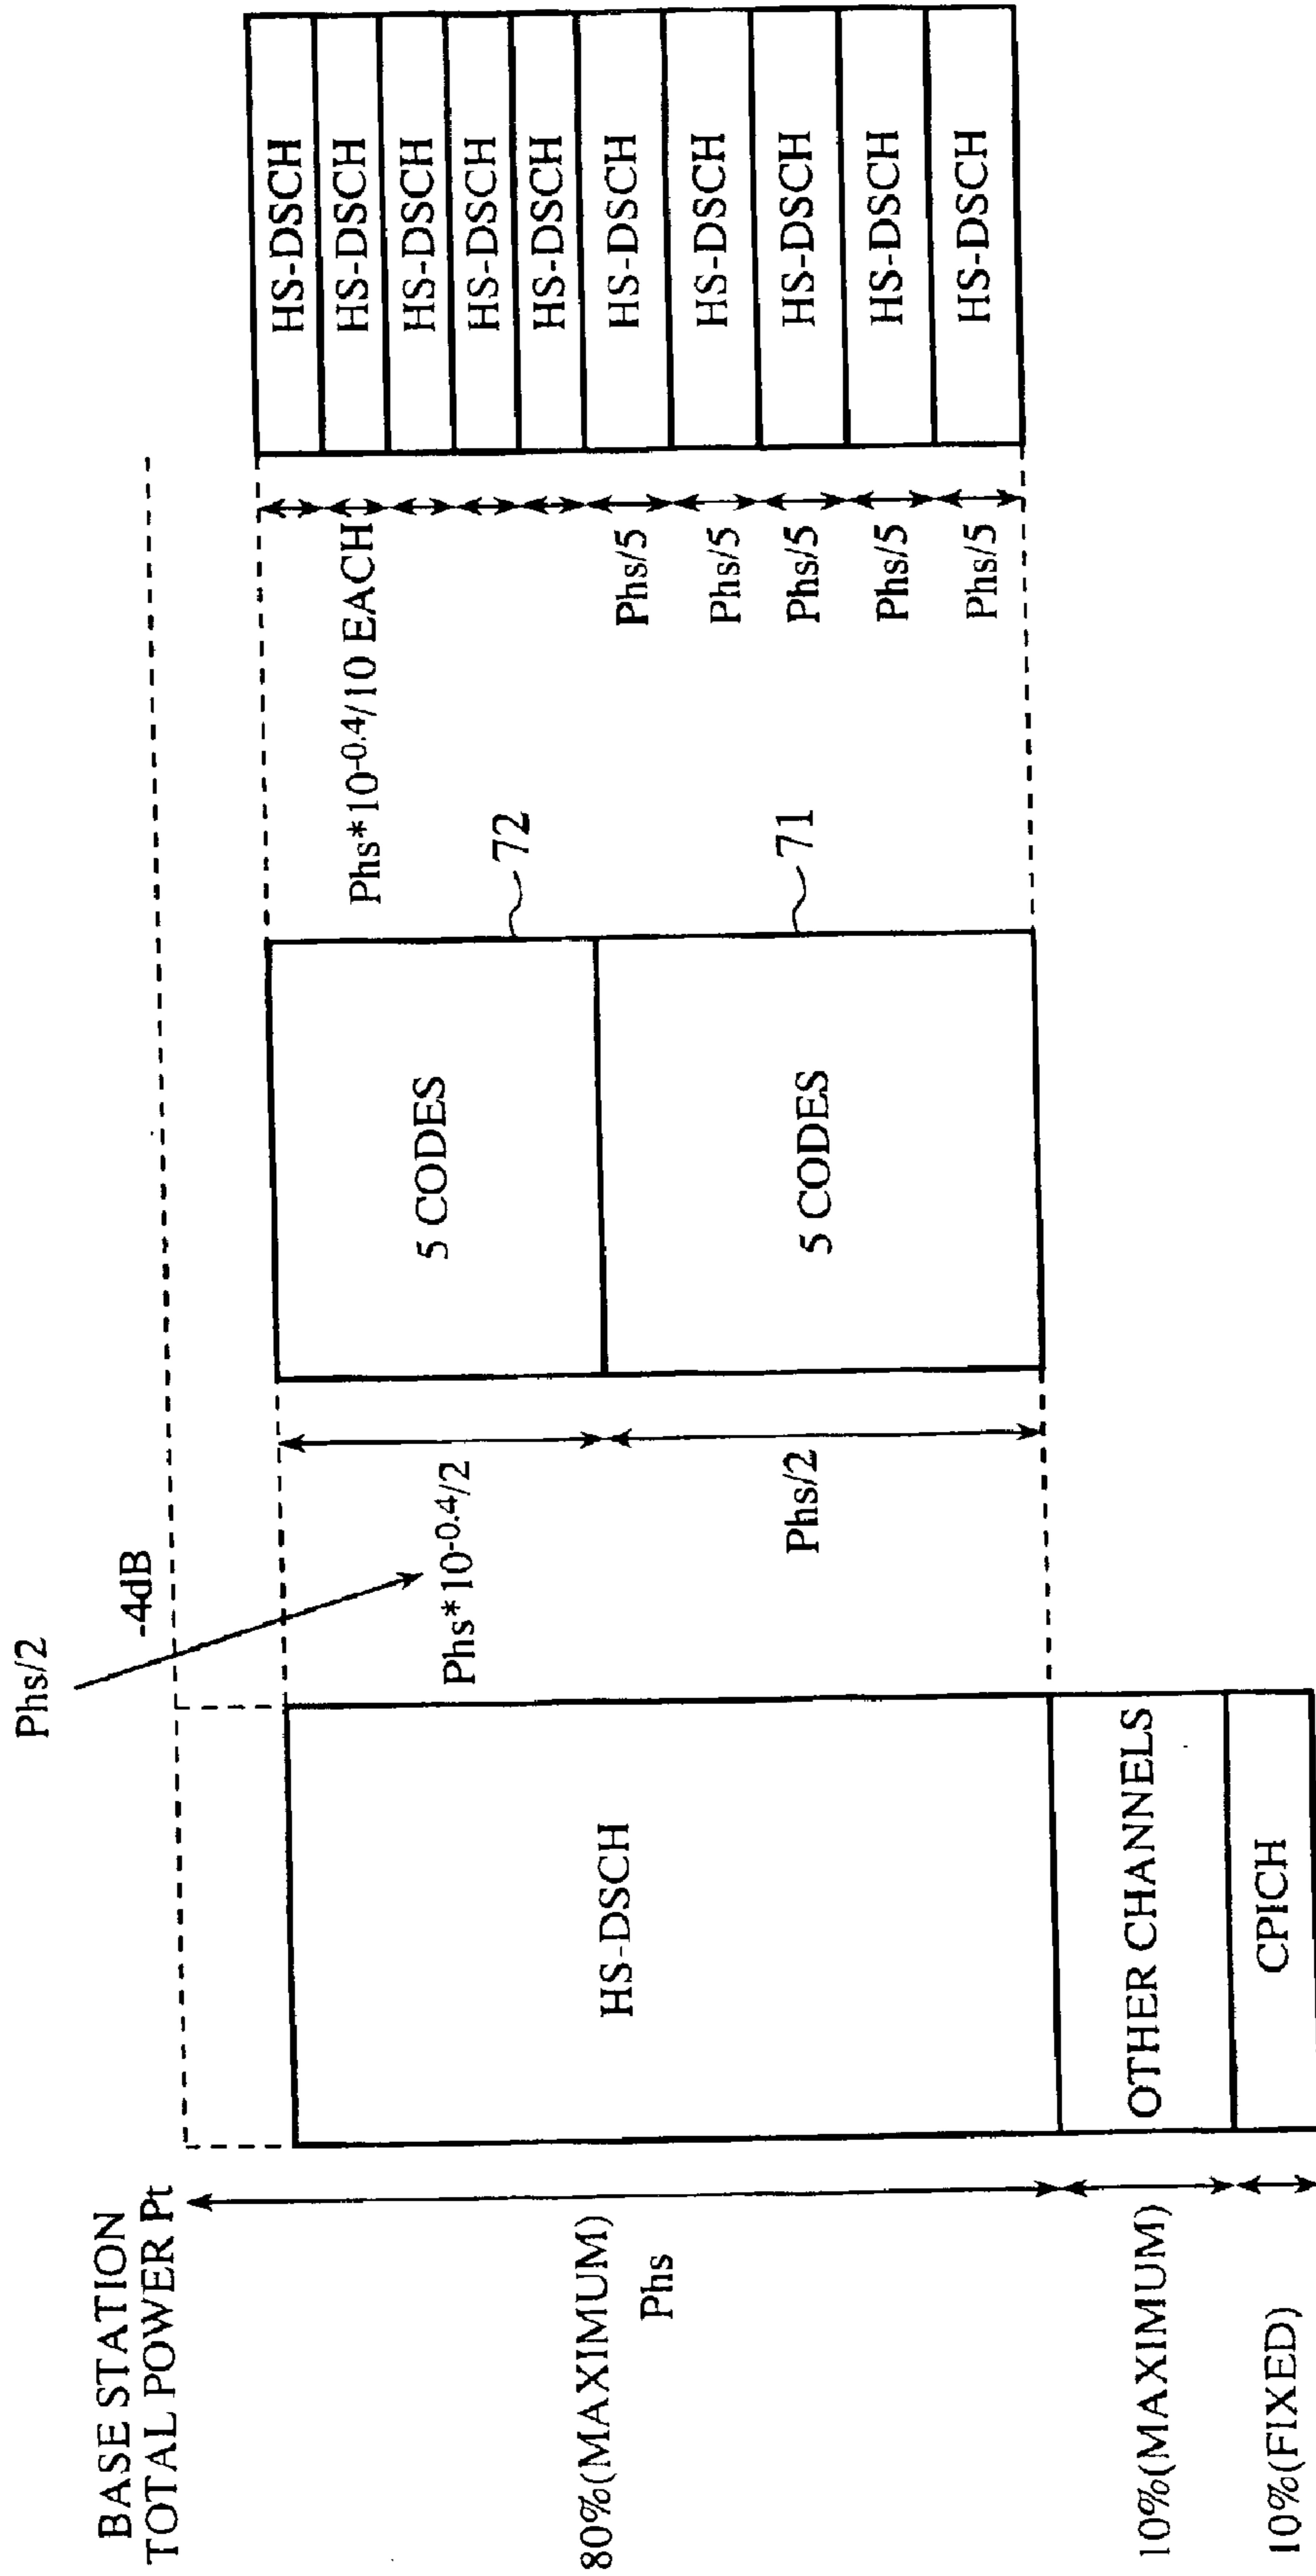 BASE STATION
TOTAL POWER Pt
80%(MAXIMUM)
Phs
10%(MAXIMUM)
10%(FIXED)
HS-DSCH
OTHER CHANNELS
CPICH
Phs/2
-4dB
Phs*10^-0.4/2
Phs/2
5 CODES
5 CODES
72
71
Phs*10^-0.4/10 EACH
Phs/5
Phs/5
Phs/5
Phs/5
Phs/5
HS-DSCH
HS-DSCH
HS-DSCH
HS-DSCH
HS-DSCH
HS-DSCH
HS-DSCH
HS-DSCH
HS-DSCH
HS-DSCH